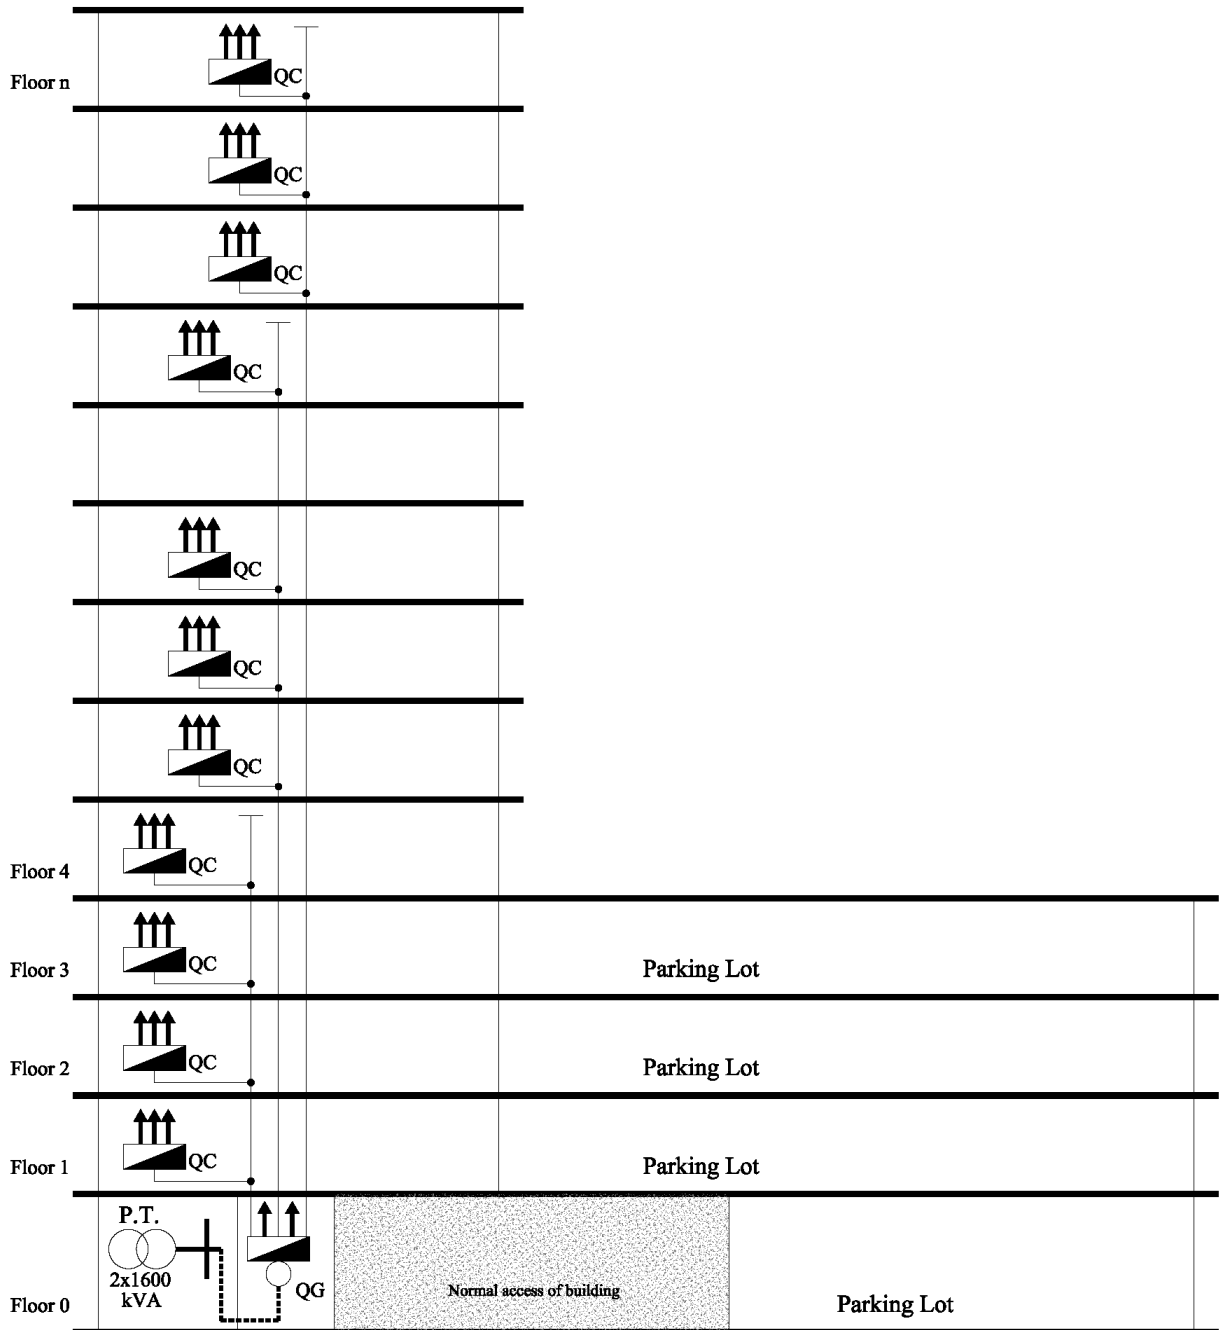 QC
Floor n
QC
QC
QC
QC
QC
QC
QC
Floor 4
QC
Floor 3
Parking Lot
QC
Floor 2
Parking Lot
QC
Floor 1
Parking Lot
P.T.
2x1600
kVA
QG
Normal access of building
Floor 0
Parking Lot